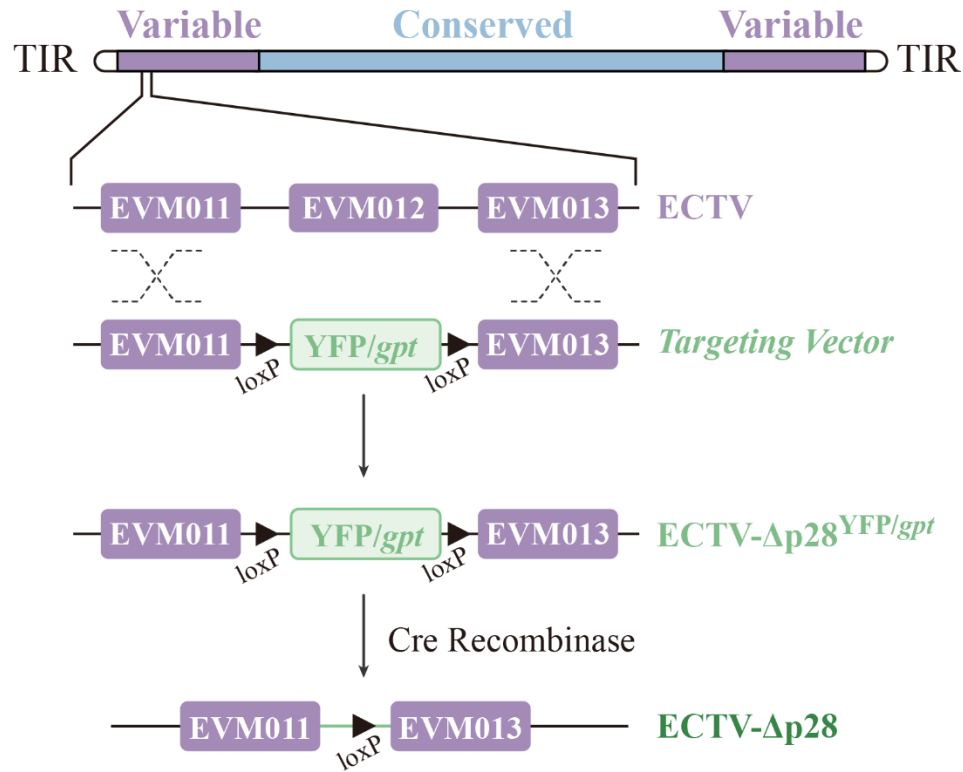 Variable Conserved Variable
TIR TIR
EVM011 EVM012 EVM013 ECTV
EVM011 YFP/gpt EVM013 Targeting Vector
loxP loxP
EVM011 YFP/gpt EVM013 ECTV-Δp28YFP/gpt
loxP loxP
Cre Recombinase
EVM011 EVM013 ECTV-Δp28
loxP